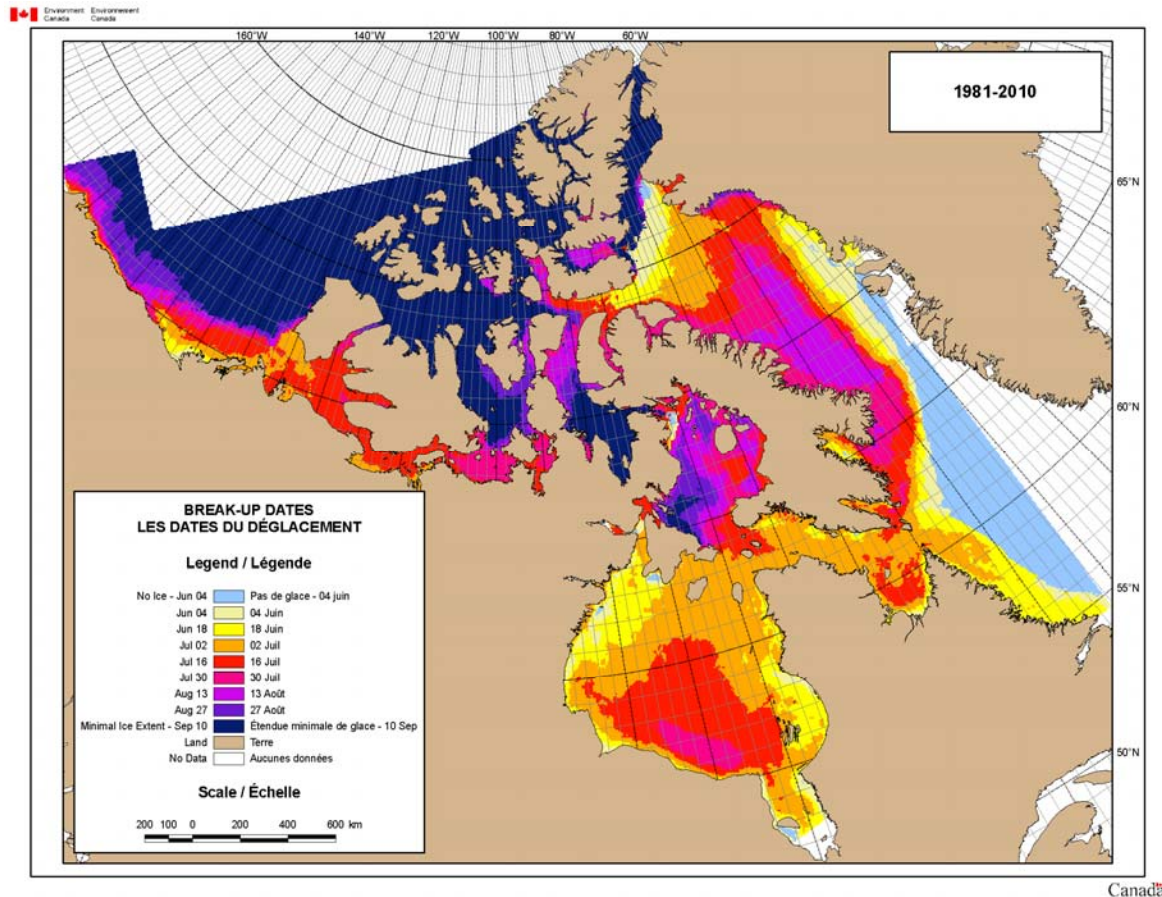 Environment Environnement
Canada Canada
160°W 140°W 120°W 100°W 80°W 60°W
1981-2010
65°N
60°N
55°N
50°N
BREAK-UP DATES
LES DATES DU DÉGLACEMENT
Legend / Légende
No Ice - Jun 04 Pas de glace - 04 juin
Jun 04 04 Juin
Jun 18 18 Juin
Jul 02 02 Juil
Jul 16 16 Juil
Jul 30 30 Juil
Aug 13 13 Août
Aug 27 27 Août
Minimal Ice Extent - Sep 10 Étendue minimale de glace - 10 Sep
Land Terre
No Data Aucunes données
Scale / Échelle
200 100 0 200 400 600 km
Canada